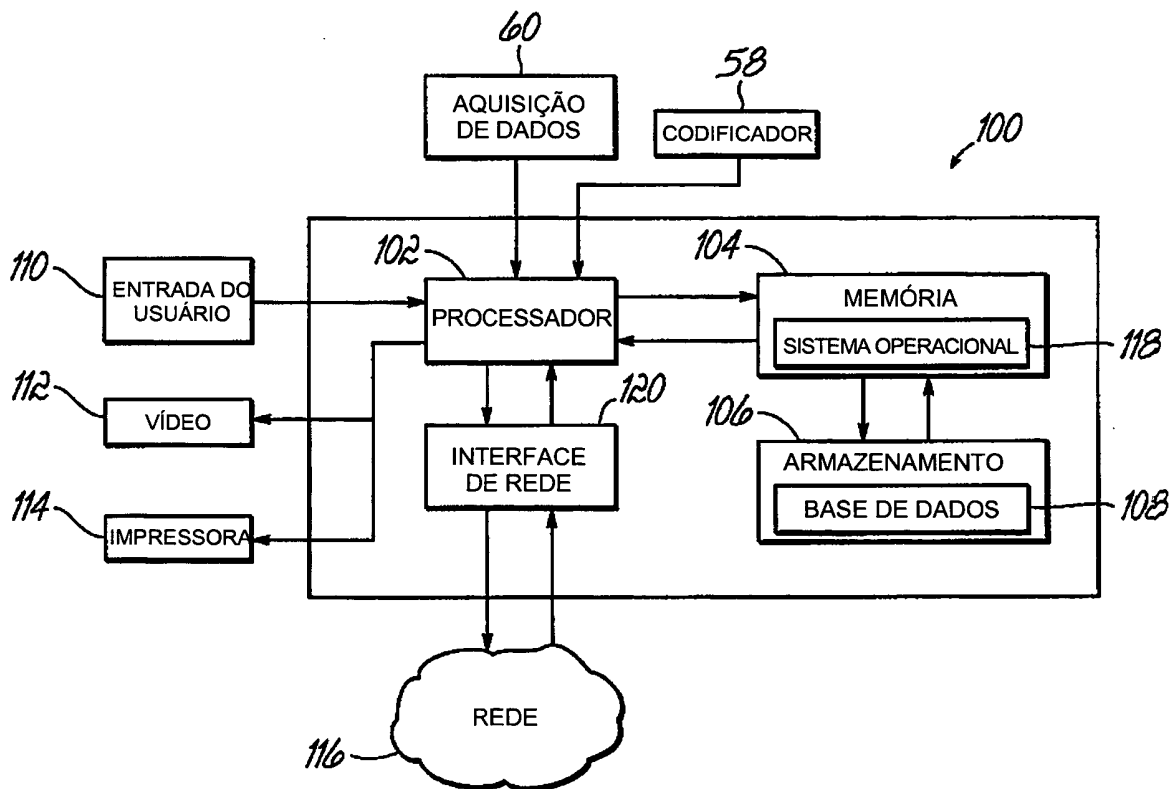 60
AQUISIÇÃO
DE DADOS
58
CODIFICADOR
100
110
ENTRADA DO
USUÁRIO
102
PROCESSADOR
104
MEMÓRIA
SISTEMA OPERACIONAL
118
112
VÍDEO
120
INTERFACE
DE REDE
106
ARMAZENAMENTO
BASE DE DADOS
108
114
IMPRESSORA
REDE
116